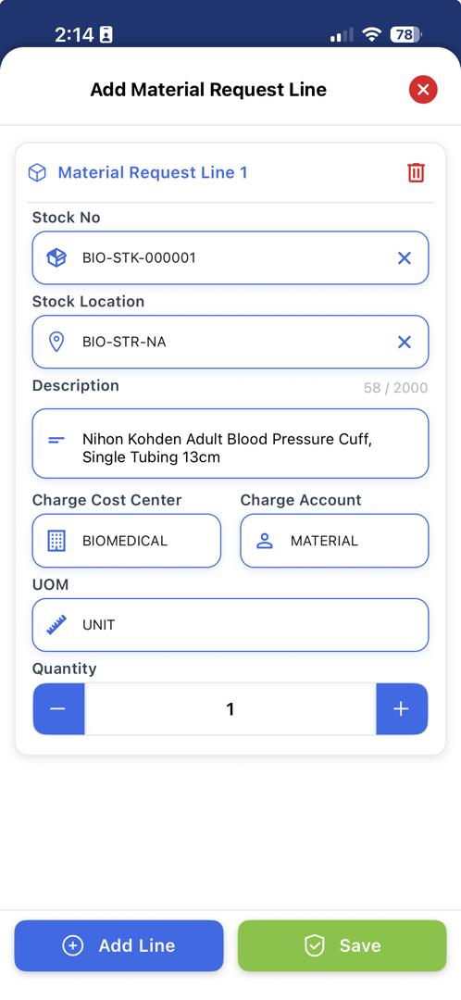 2:14
78
Add Material Request Line
Material Request Line 1
Stock No
BIO-STK-000001
Stock Location
BIO-STR-NA
Description
58 / 2000
Nihon Kohden Adult Blood Pressure Cuff,
Single Tubing 13cm
Charge Cost Center
Charge Account
BIOMEDICAL
MATERIAL
UOM
UNIT
Quantity
1
Add Line
Save